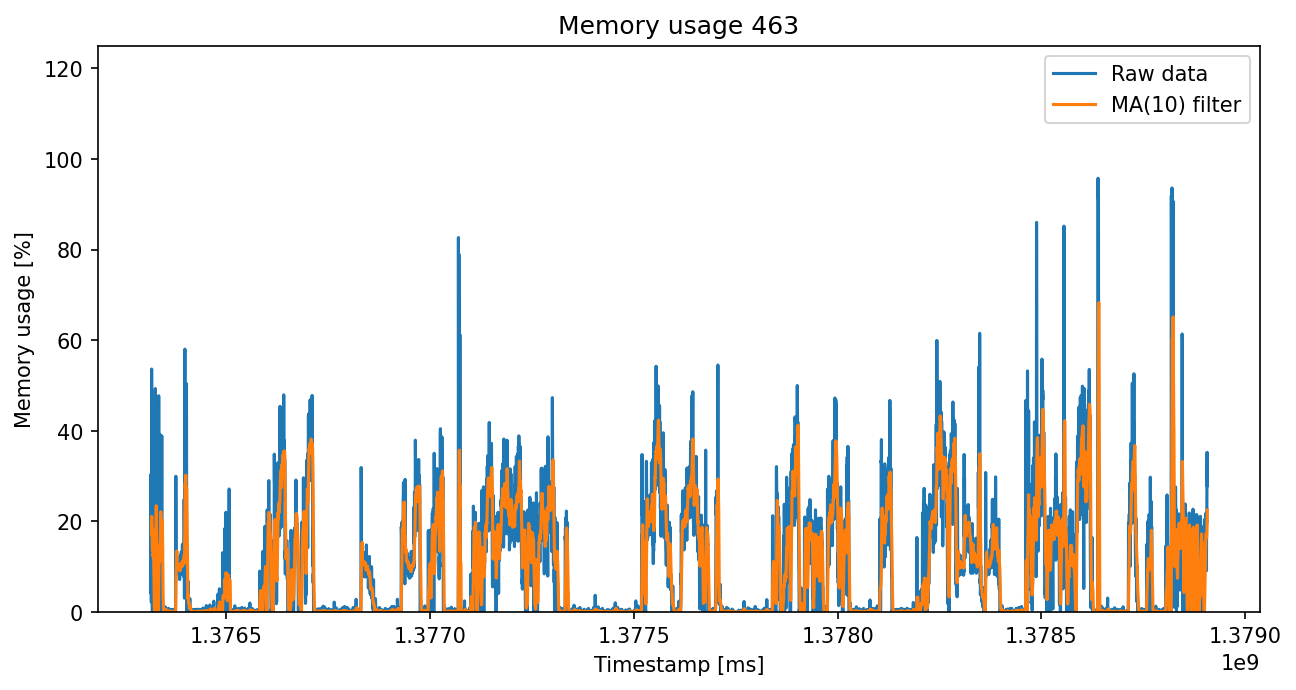 Memory usage 463
Raw data
MA(10) filter
Memory usage [%]
120
100
80
60
40
20
0
1.3765 1.3770 1.3775 1.3780 1.3785 1.3790
1e9
Timestamp [ms]